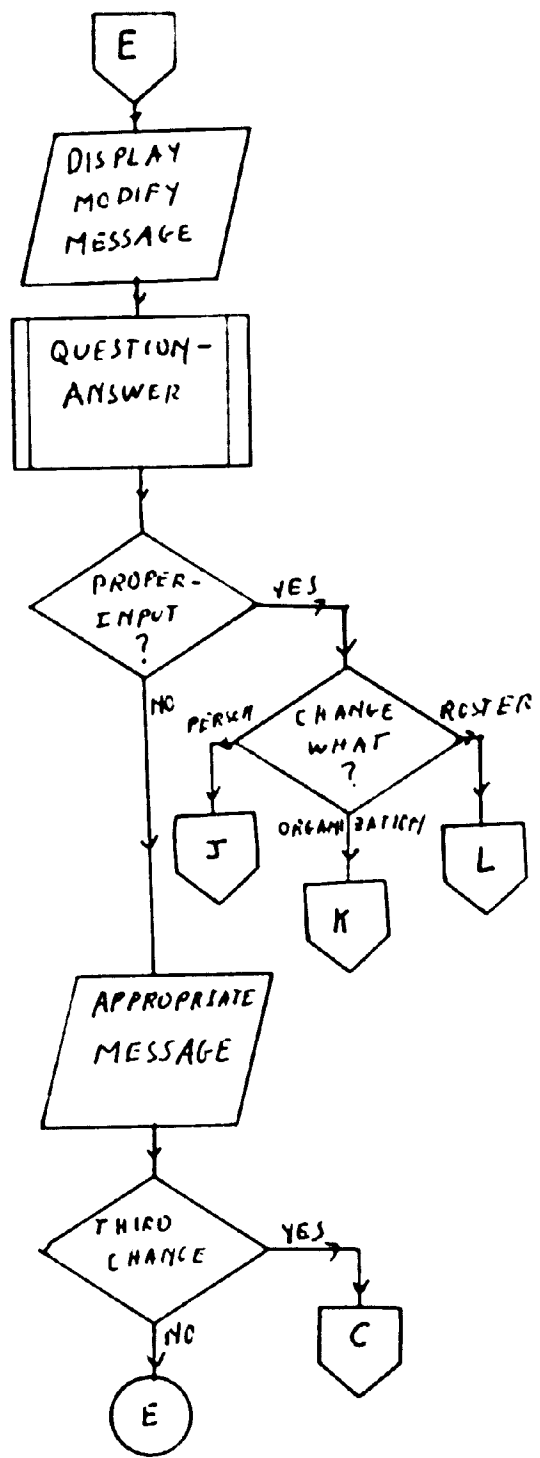 E
DISPLAY
MODIFY
MESSAGE
QUESTION-
ANSWER
PROPER-
INPUT
?
YES
NO
CHANGE
WHAT
?
PERSON
ROSTER
ORGANIZATION
J
K
L
APPROPRIATE
MESSAGE
THIRD
CHANGE
YES
NO
C
E